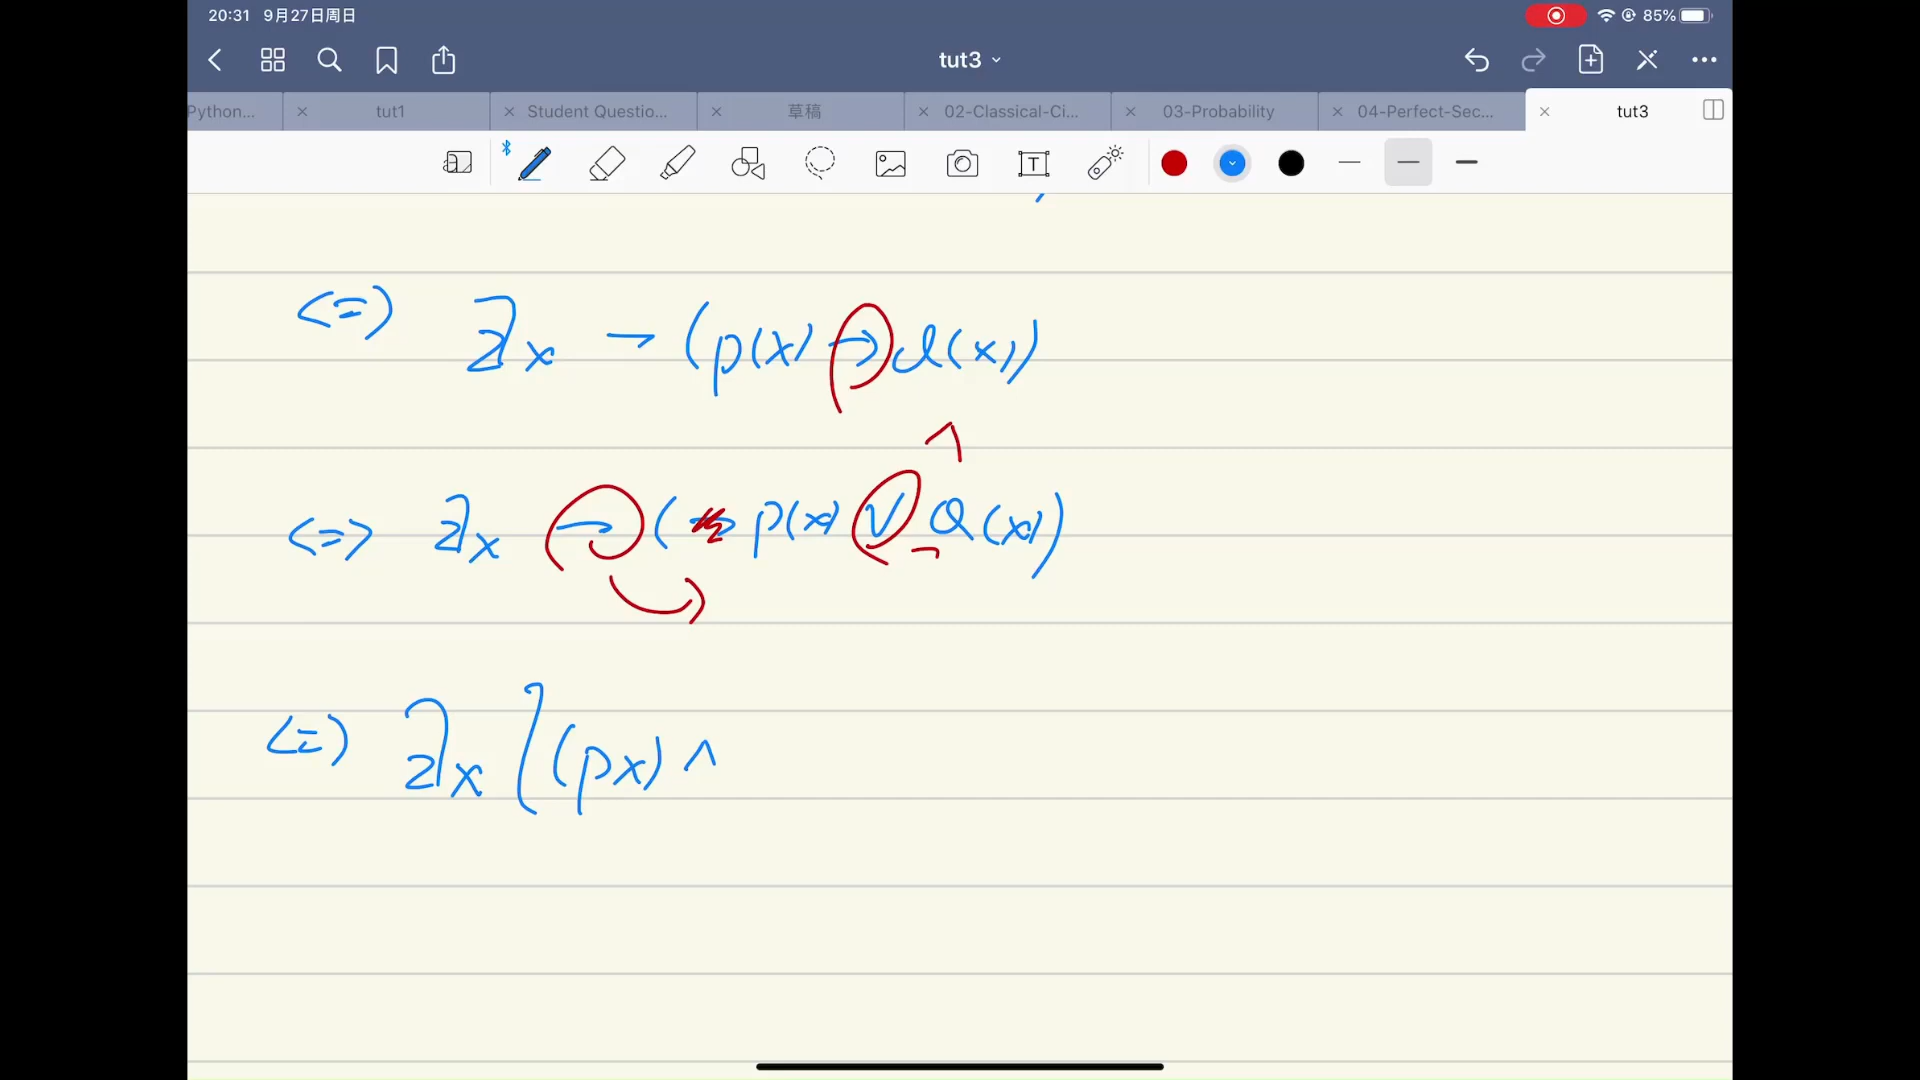 20:31 9月27日周日 85%
tut3
Python... tut1 Student Questio... 草稿 02-Classical-Ci... 03-Probability 04-Perfect-Sec... tut3
⇔ ∃x ¬ (p(x) → Q(x))
∧
⇔ ∃x ¬ ( p(x) ∨ Q(x))
¬
⇔ ∃x [(px) ∧